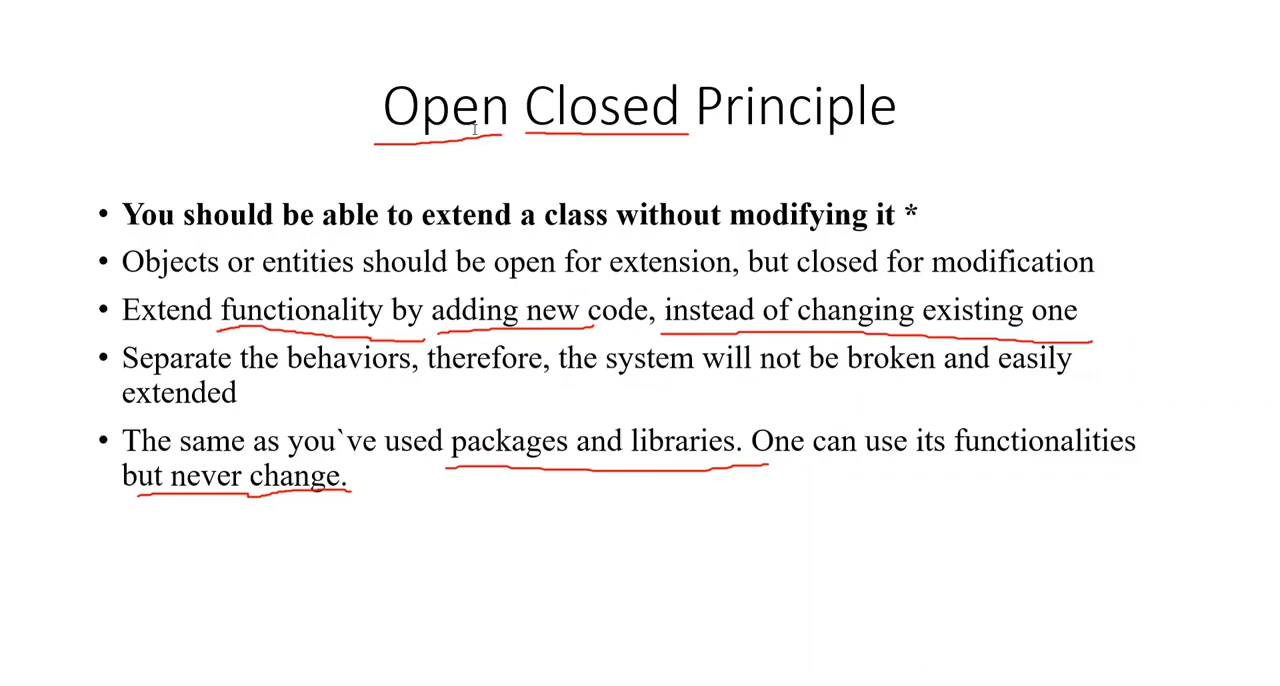 Open Closed Principle
• You should be able to extend a class without modifying it *
• Objects or entities should be open for extension, but closed for modification
• Extend functionality by adding new code, instead of changing existing one
• Separate the behaviors, therefore, the system will not be broken and easily
extended
• The same as you`ve used packages and libraries. One can use its functionalities
but never change.